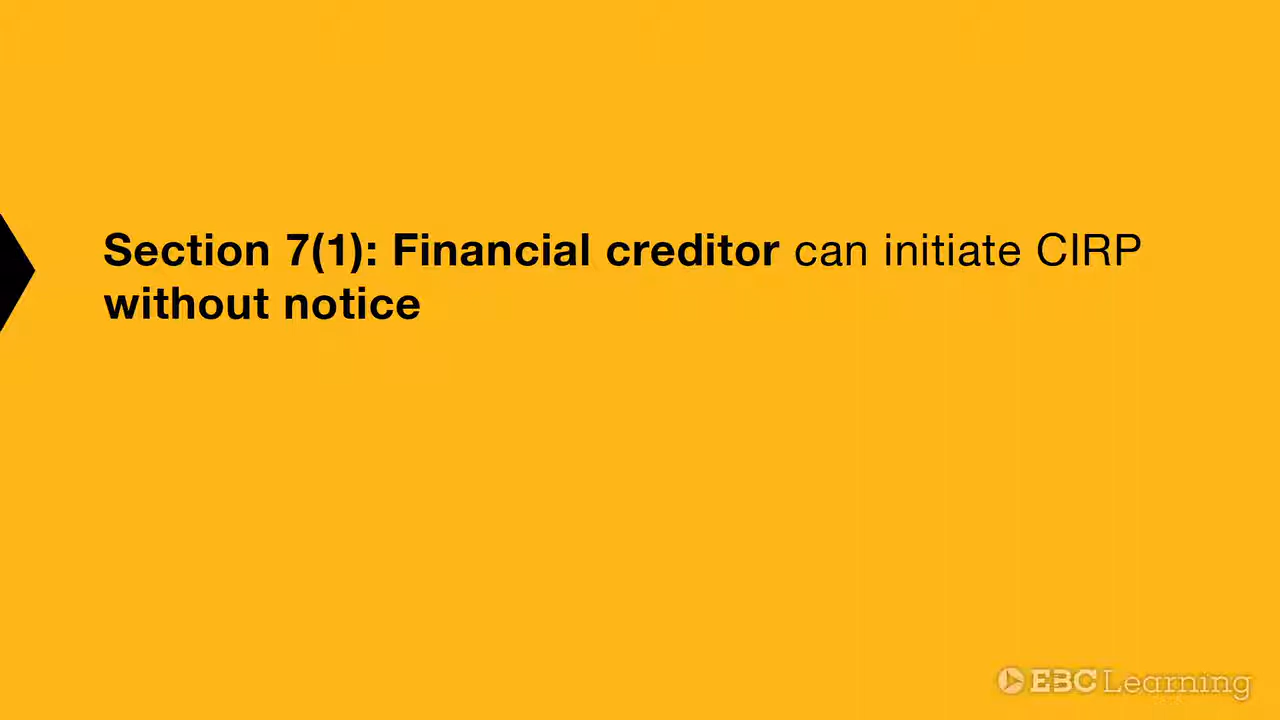 Section 7(1): Financial creditor can initiate CIRP
without notice
EBC Learning